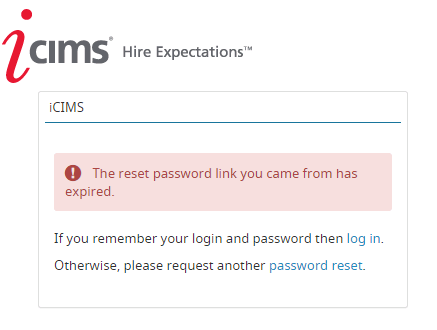 iCIMS® Hire Expectations™
iCIMS
The reset password link you came from has
expired.
If you remember your login and password then log in.
Otherwise, please request another password reset.